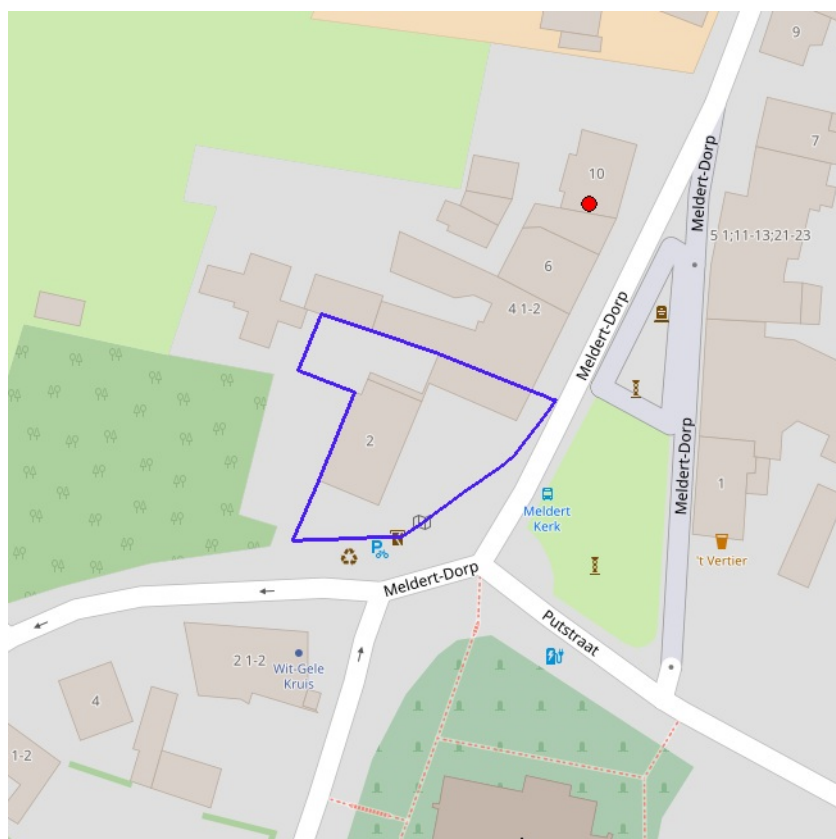 9
7
Meldert-Dorp
10
5 1;11-13;21-23
6
4 1-2
Meldert-Dorp
2
Meldert-Dorp
1
Meldert
Kerk
't Vertier
P
Meldert-Dorp
Putstraat
2 1-2
Wit-Gele
Kruis
4
1-2